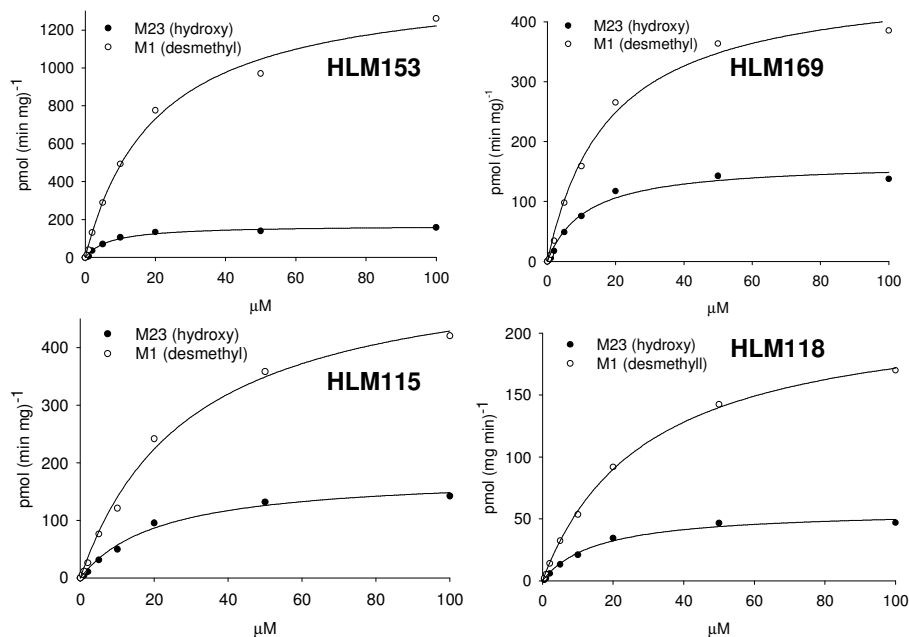 M23 (hydroxy)
M1 (desmethyl)
HLM153
pmol (min mg)-1
1200
1000
800
600
400
200
0
0 20 40 60 80 100
μM
M23 (hydroxy)
M1 (desmethyl)
HLM169
pmol (min mg)-1
400
300
200
100
0
0 20 40 60 80 100
μM
M23 (hydroxy)
M1 (desmethyl)
HLM115
pmol (min mg)-1
400
300
200
100
0
0 20 40 60 80 100
μM
M23 (hydroxy)
M1 (desmethyll)
HLM118
pmol (mg min)-1
200
150
100
50
0
0 20 40 60 80 100
μM